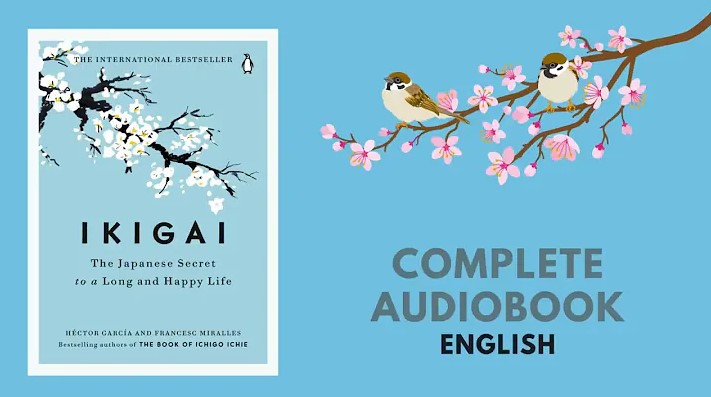 THE INTERNATIONAL BESTSELLER
IKIGAI
The Japanese Secret
to a Long and Happy Life
HÉCTOR GARCÍA AND FRANCESC MIRALLES
Bestselling authors of THE BOOK OF ICHIGO ICHIE
COMPLETE
AUDIOBOOK
ENGLISH